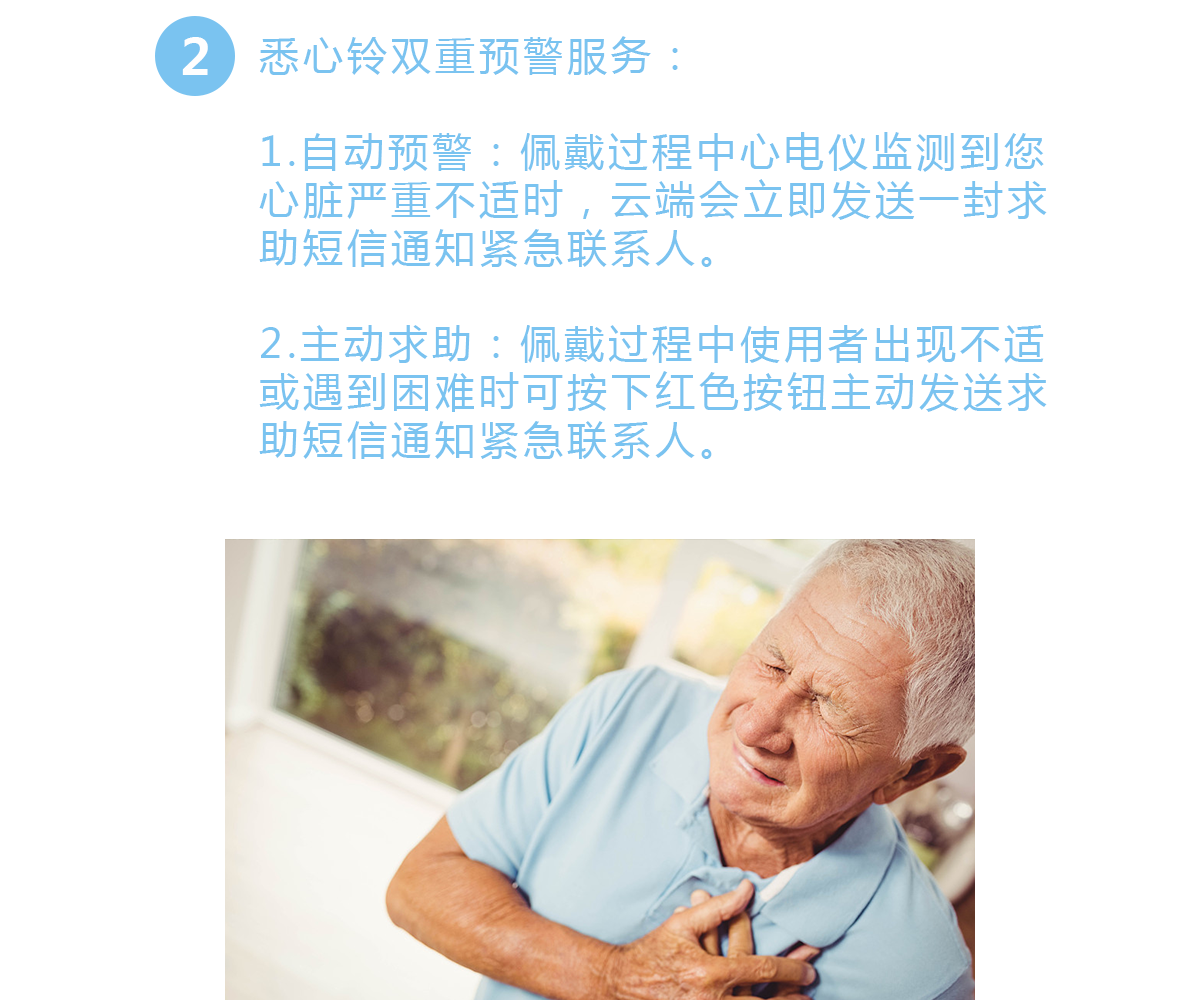 2 悉心铃双重预警服务：
1.自动预警：佩戴过程中心电仪监测到您
心脏严重不适时，云端会立即发送一封求
助短信通知紧急联系人。
2.主动求助：佩戴过程中使用者出现不适
或遇到困难时可按下红色按钮主动发送求
助短信通知紧急联系人。